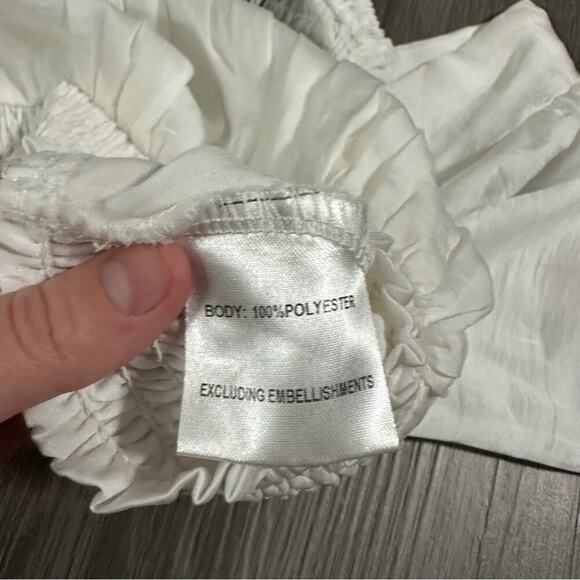 BODY: 100%POLYESTER
EXCLUDING EMBELLISHMENTS